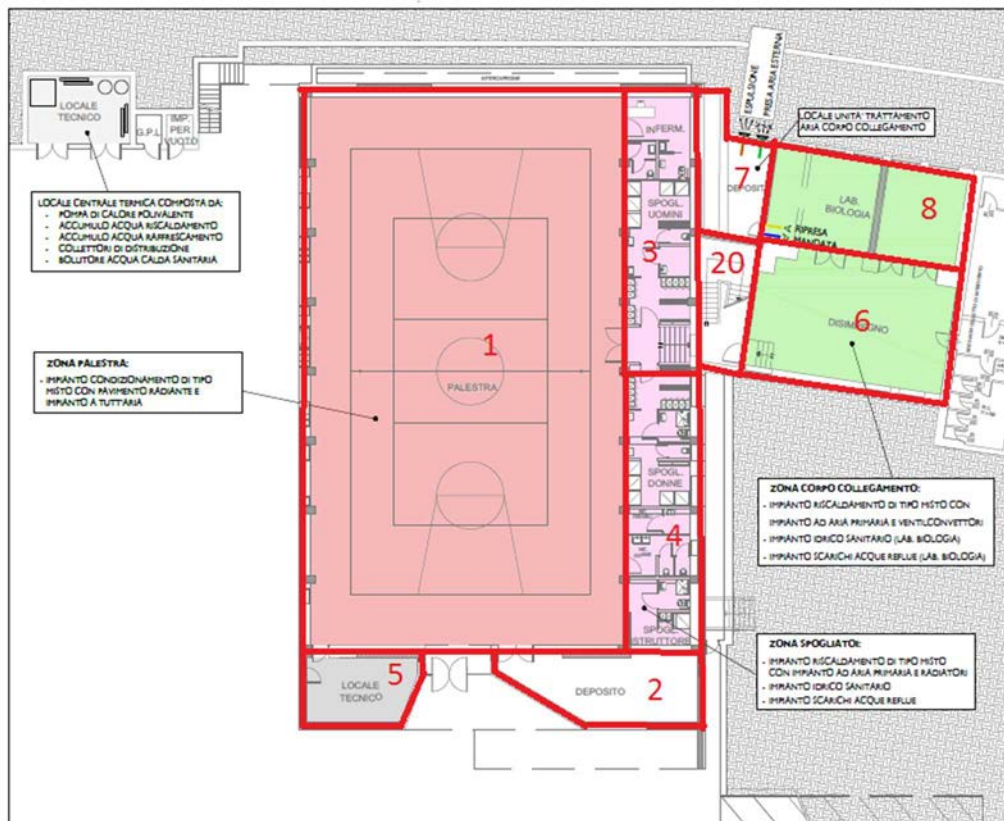 INTERCAPEDINE
ESPULSIONE
PRESA ARIA ESTERNA
LOCALE
TECNICO
G.P.L.
IMP.
PER
VUOTO
INFERM.
LOCALE UNITA' TRATTAMENTO
ARIA CORPO COLLEGAMENTO
7
DEPOSIT
LAB.
BIOLOGIA
8
LOCALE CENTRALE TERMICA COMPOSTA DA:
- POMPA DI CALORE POLIVALENTE
- ACCUMULO ACQUA RISCALDAMENTO
- ACCUMULO ACQUA RAFFRESCAMENTO
- COLLETTORI DI DISTRIBUZIONE
- BOLLITORE ACQUA CALDA SANITARIA
SPOGL.
UOMINI
3
RIPRESA
MANDATA
20
6
DISIMPEGNO
1
PALESTRA
ZONA PALESTRA:
- IMPIANTO CONDIZIONAMENTO DI TIPO
MISTO CON PAVIMENTO RADIANTE E
IMPIANTO A TUTT'ARIA
SPOGL.
DONNE
4
ZONA CORPO COLLEGAMENTO:
- IMPIANTO RISCALDAMENTO DI TIPO MISTO CON
IMPIANTO AD ARIA PRIMARIA E VENTILCONVETTORI
- IMPIANTO IDRICO SANITARIO (LAB. BIOLOGIA)
- IMPIANTO SCARICHI ACQUE REFLUE (LAB. BIOLOGIA)
SPOGL.
ISTRUTTORE
ZONA SPOGLIATOI:
- IMPIANTO RISCALDAMENTO DI TIPO MISTO
CON IMPIANTO AD ARIA PRIMARIA E RADIATORI
- IMPIANTO IDRICO SANITARIO
- IMPIANTO SCARICHI ACQUE REFLUE
5
LOCALE
TECNICO
DEPOSITO
2